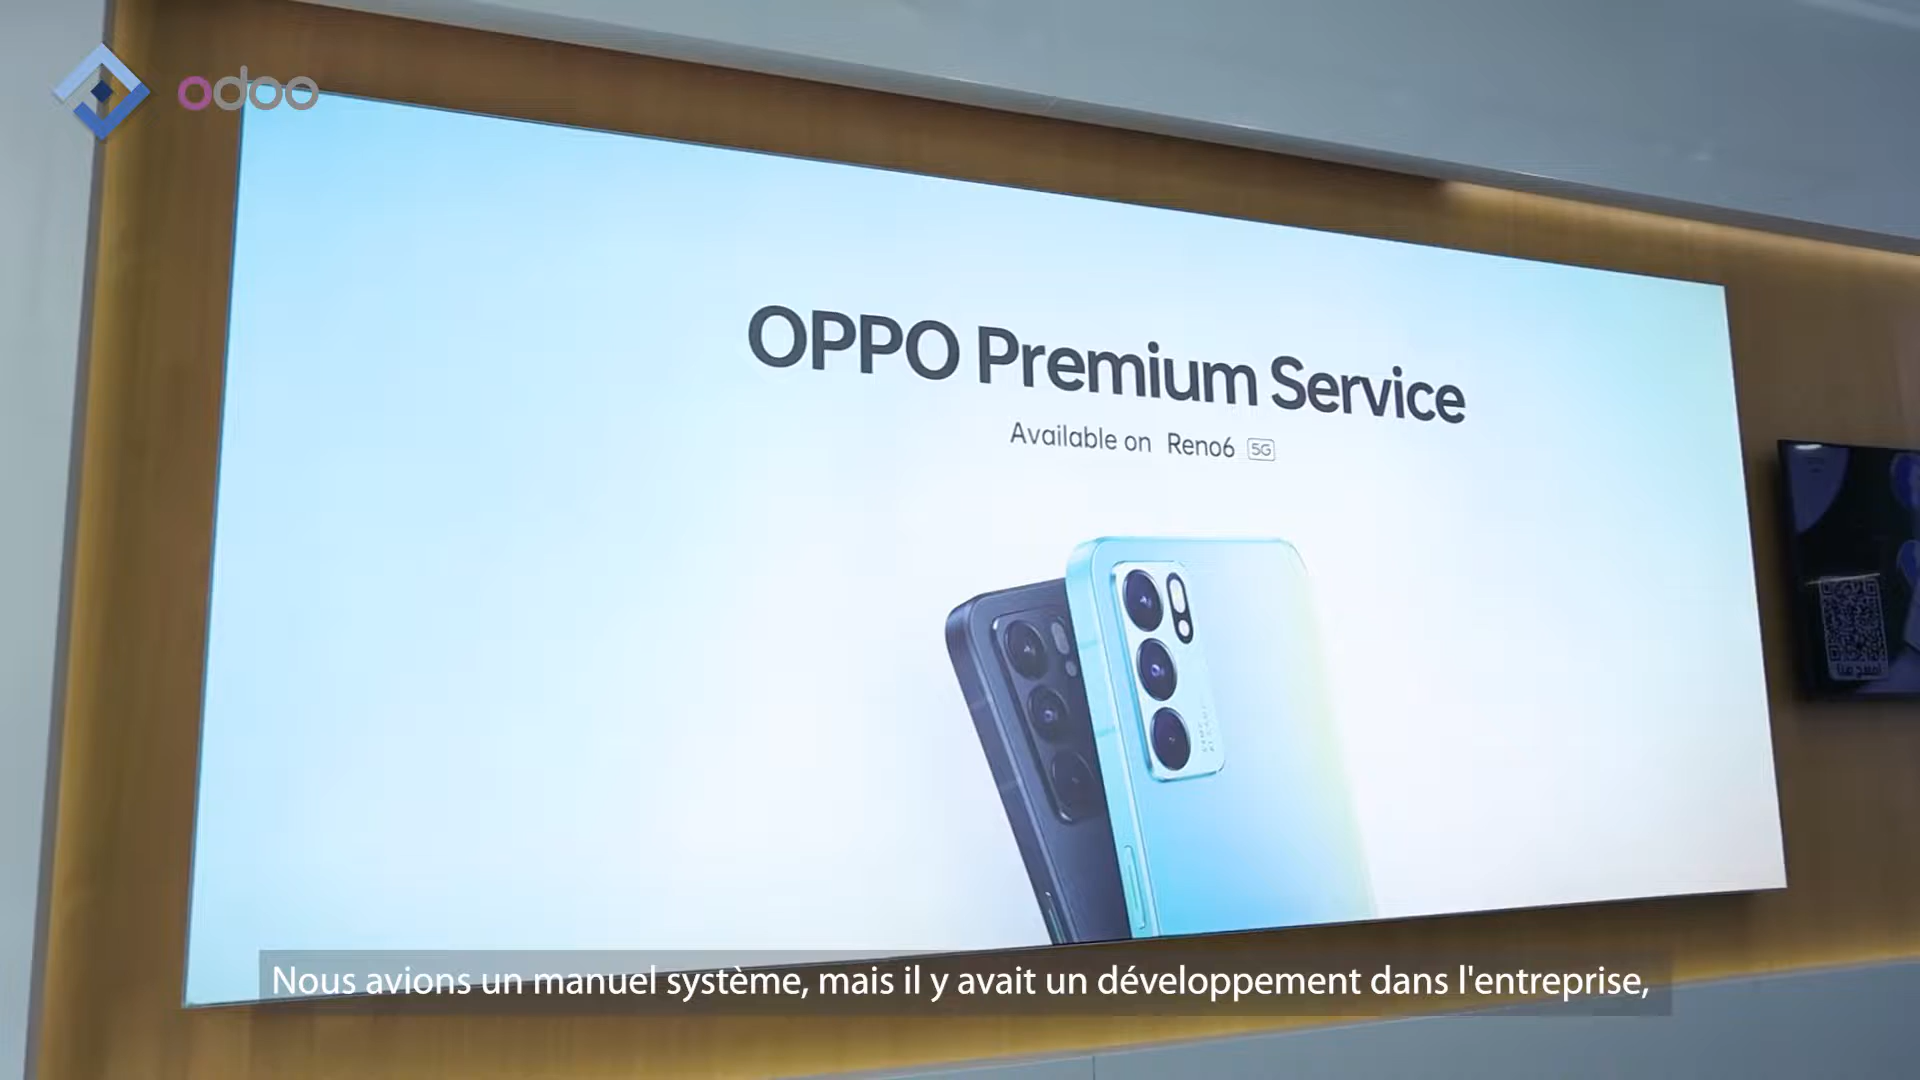 odoo
OPPO Premium Service
Available on Reno6 5G
Nous avions un manuel système, mais il y avait un développement dans l'entreprise,